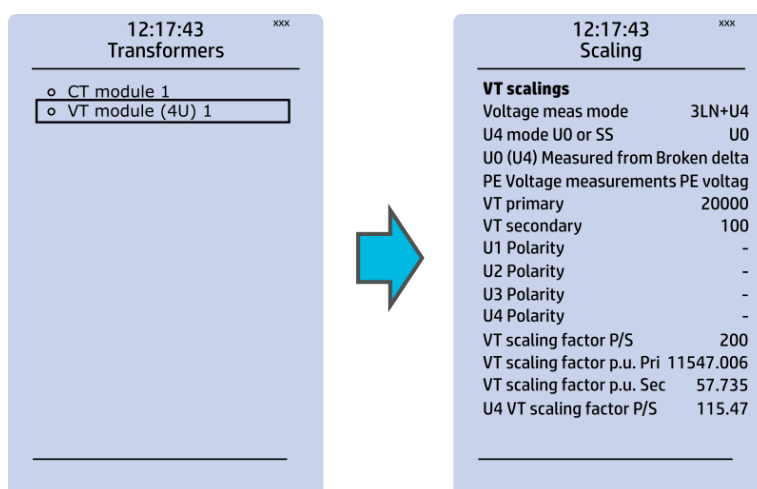 12:17:43 xxx
Transformers
CT module 1
VT module (4U) 1
12:17:43 xxx
Scaling
VT scalings
Voltage meas mode 3LN+U4
U4 mode U0 or SS U0
U0 (U4) Measured from Broken delta
PE Voltage measurements PE voltag
VT primary 20000
VT secondary 100
U1 Polarity -
U2 Polarity -
U3 Polarity -
U4 Polarity -
VT scaling factor P/S 200
VT scaling factor p.u. Pri 11547.006
VT scaling factor p.u. Sec 57.735
U4 VT scaling factor P/S 115.47